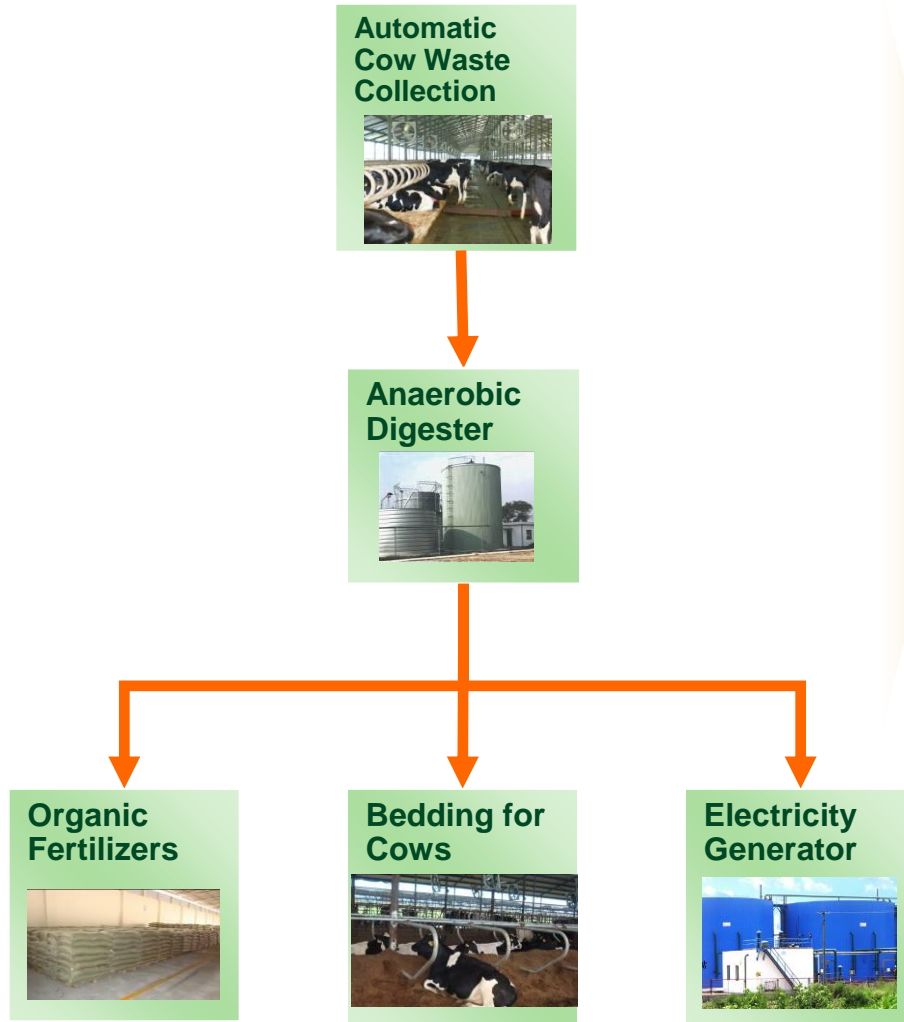 Automatic
Cow Waste
Collection
Anaerobic
Digester
Organic
Fertilizers
Bedding for
Cows
Electricity
Generator